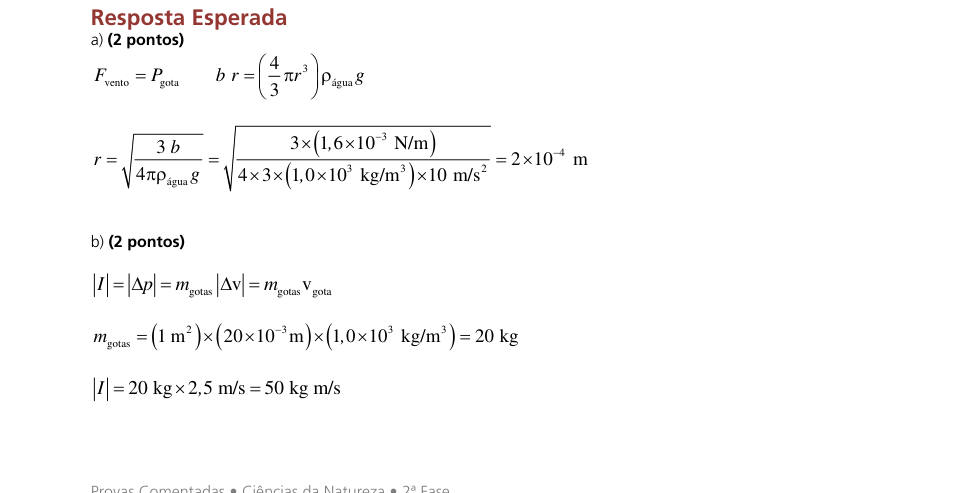 Resposta Esperada
a) (2 pontos)
F_vento = P_gota    b r = (4/3 πr³) ρ_água g
r = √(3 b / 4πρ_água g) = √(3×(1,6×10⁻³ N/m) / 4×3×(1,0×10³ kg/m³)×10 m/s²) = 2×10⁻⁴ m
b) (2 pontos)
|I| = |Δp| = m_gotas |Δv| = m_gotas v_gota
m_gotas = (1 m²)×(20×10⁻³ m)×(1,0×10³ kg/m³) = 20 kg
|I| = 20 kg × 2,5 m/s = 50 kg m/s
Provas Comentadas • Ciências da Natureza • 2ª Fase